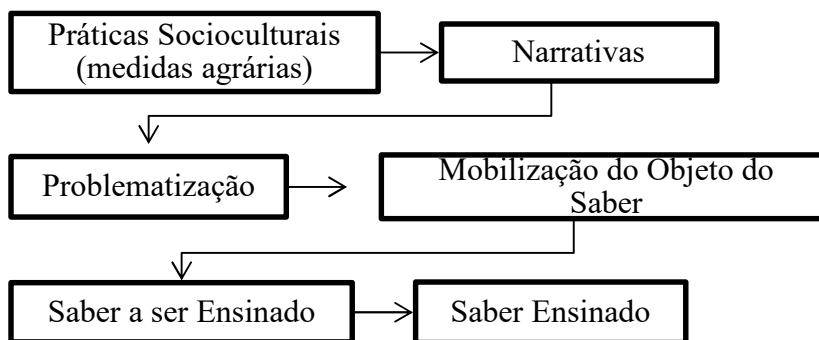 Práticas Socioculturais
(medidas agrárias)
Narrativas
Problematização
Mobilização do Objeto do
Saber
Saber a ser Ensinado
Saber Ensinado